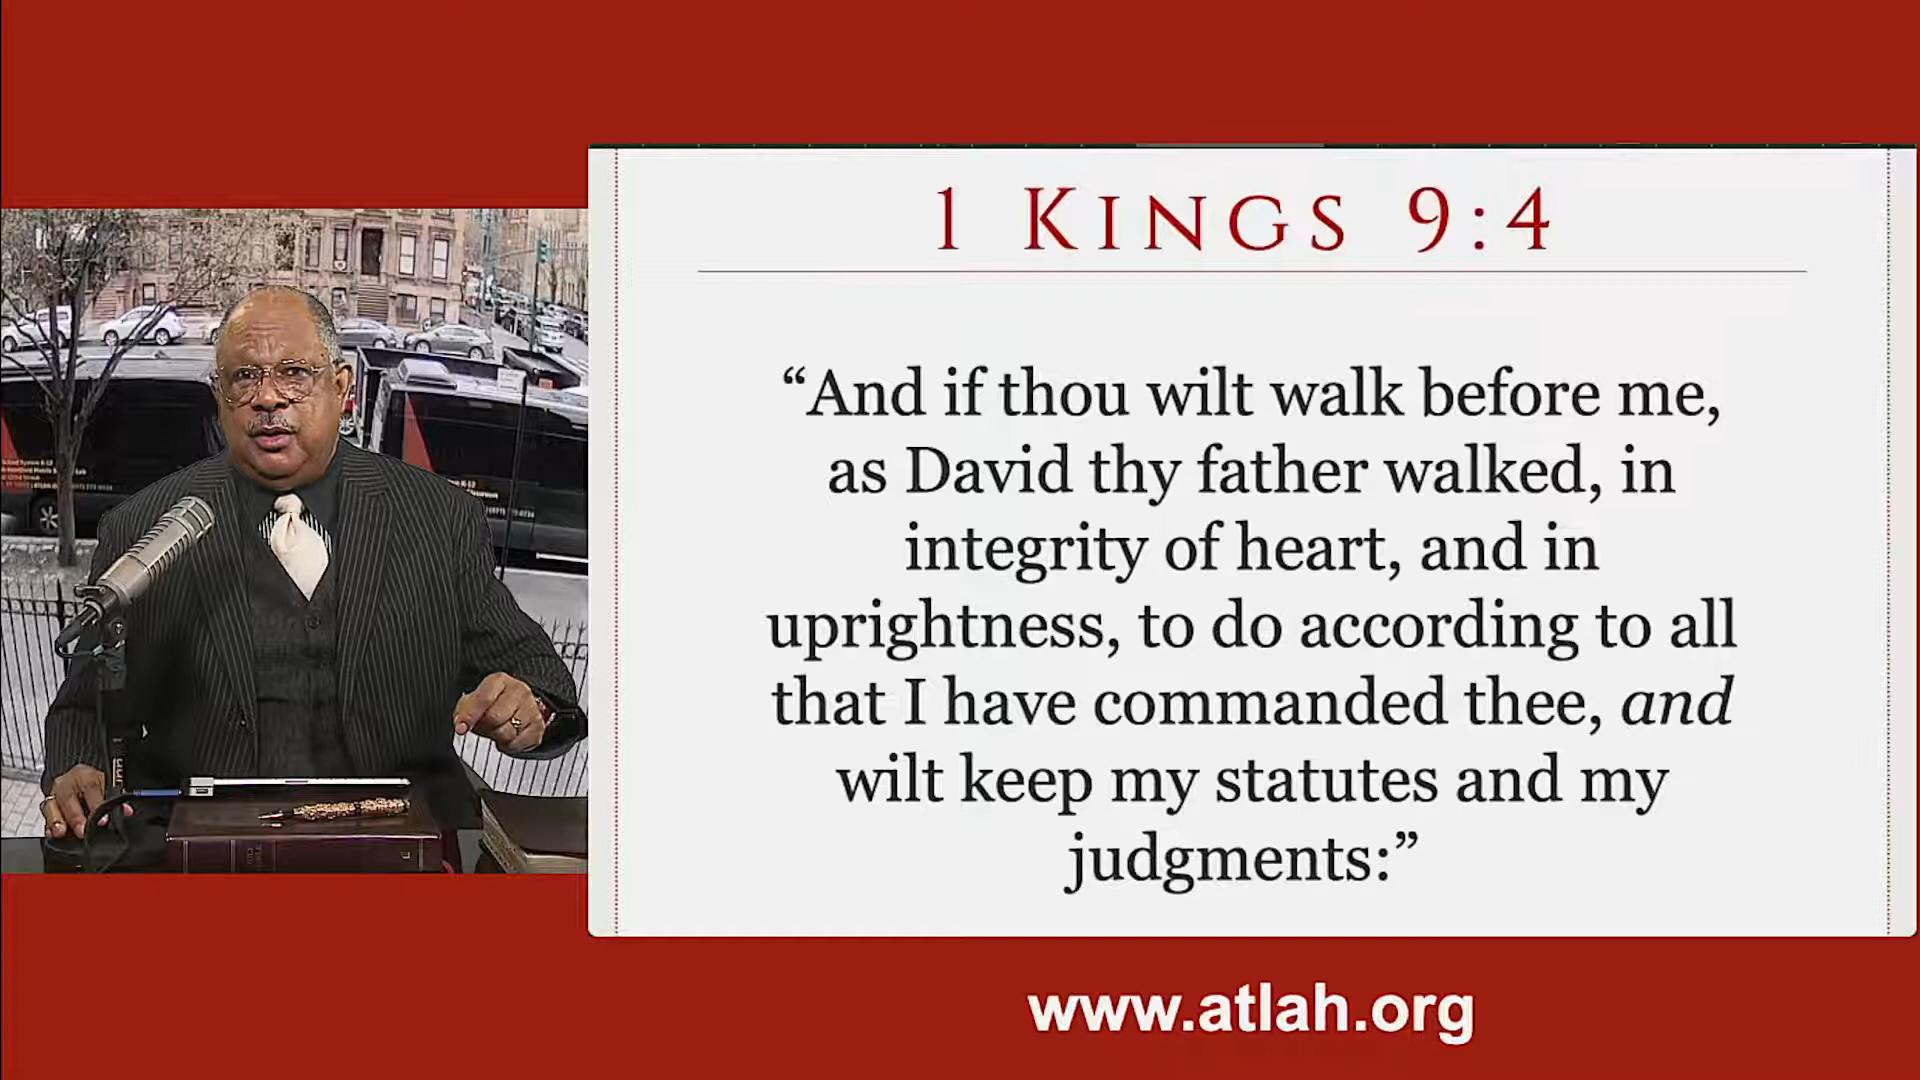 1 KINGS 9:4
“And if thou wilt walk before me,
as David thy father walked, in
integrity of heart, and in
uprightness, to do according to all
that I have commanded thee, and
wilt keep my statutes and my
judgments:”
www.atlah.org